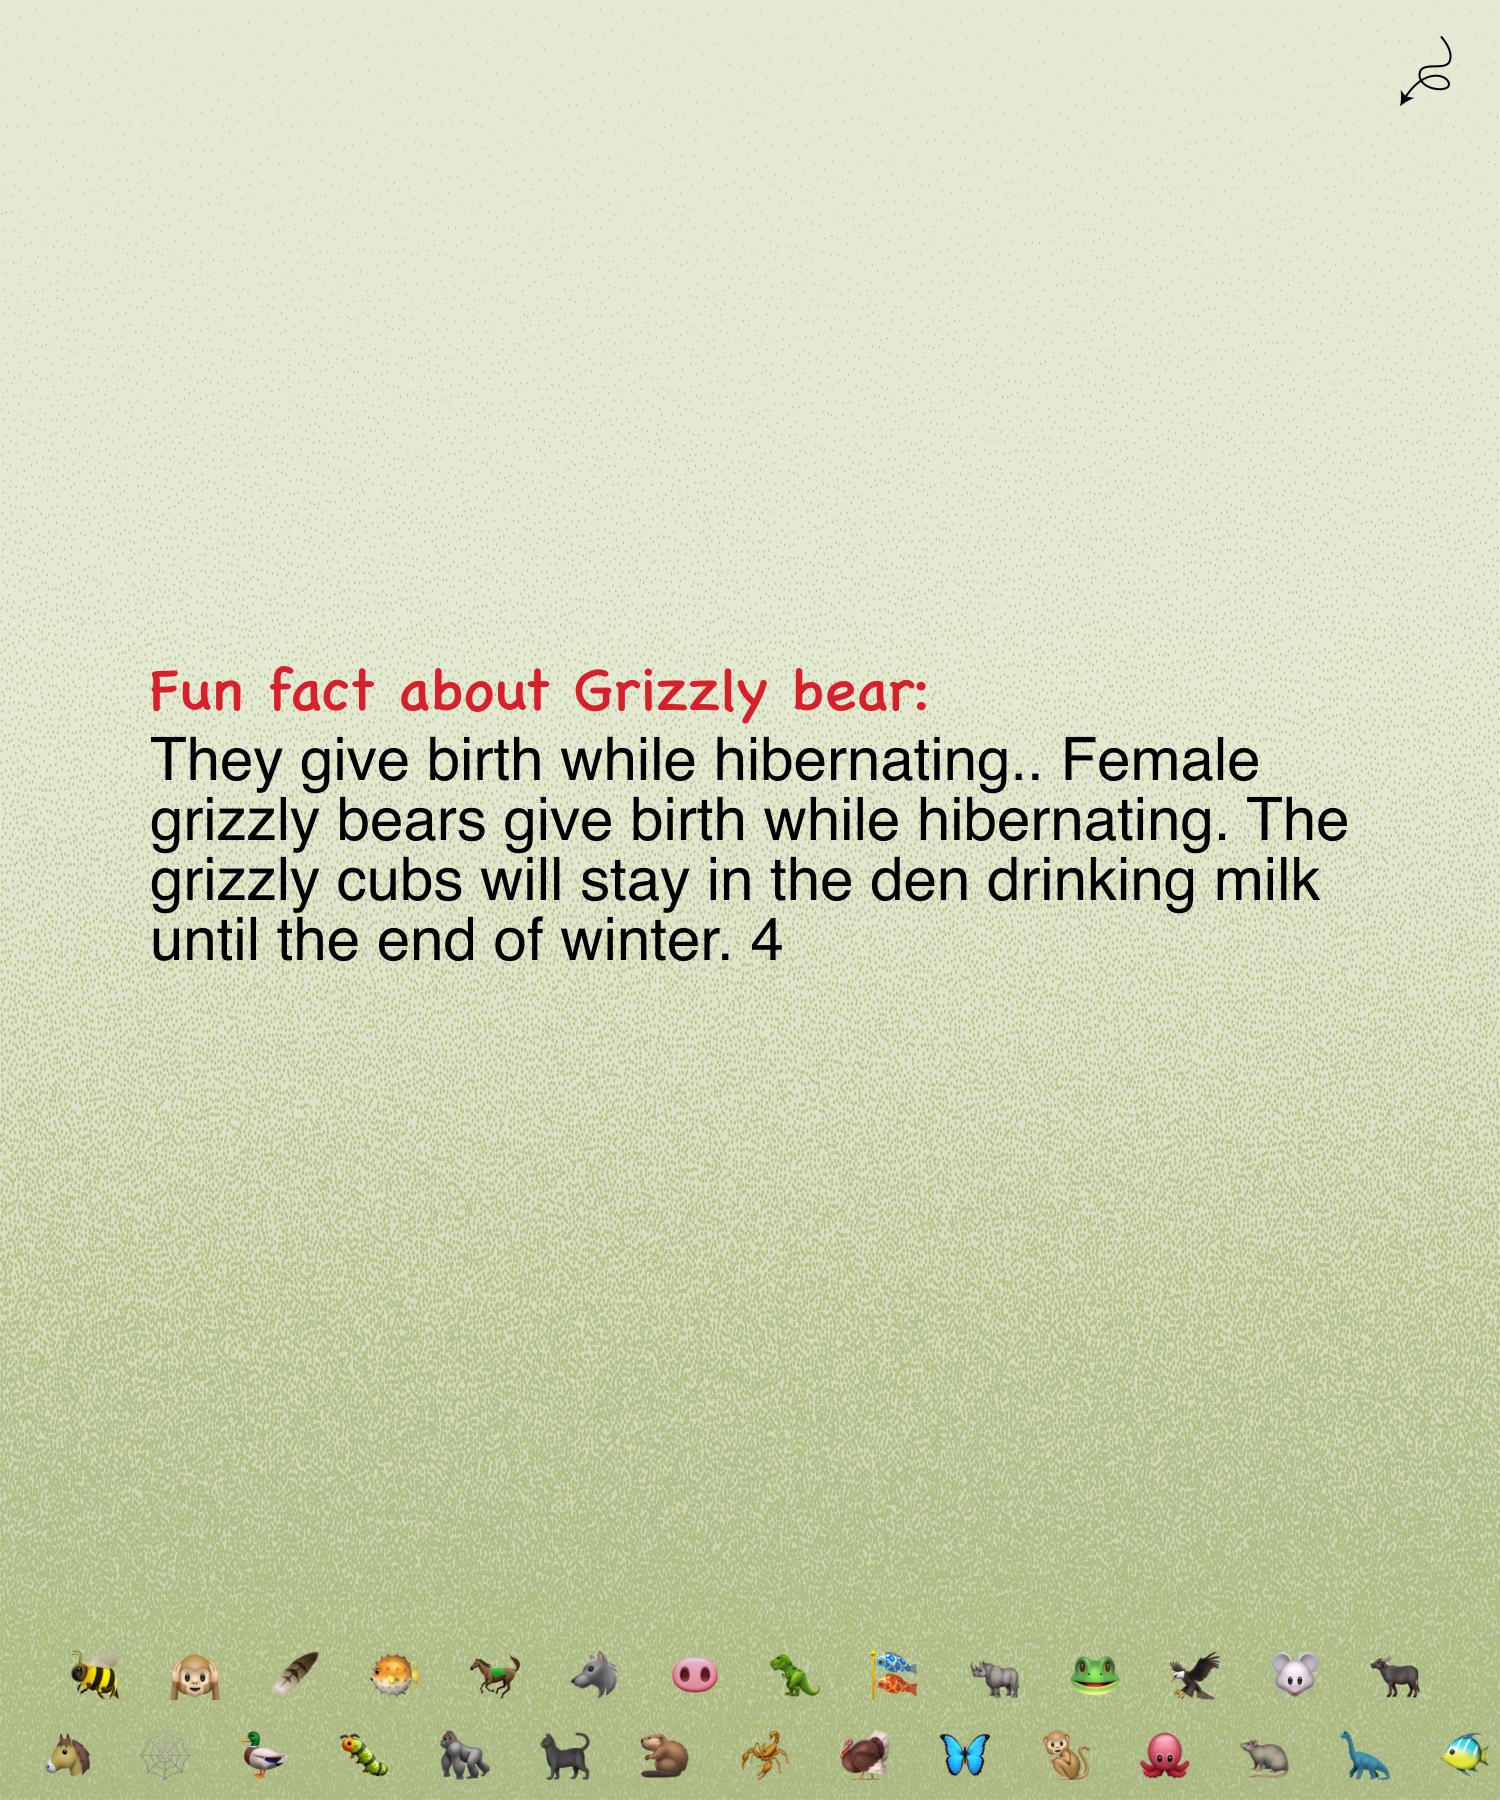 Fun fact about Grizzly bear:
They give birth while hibernating.. Female
grizzly bears give birth while hibernating. The
grizzly cubs will stay in the den drinking milk
until the end of winter. 4